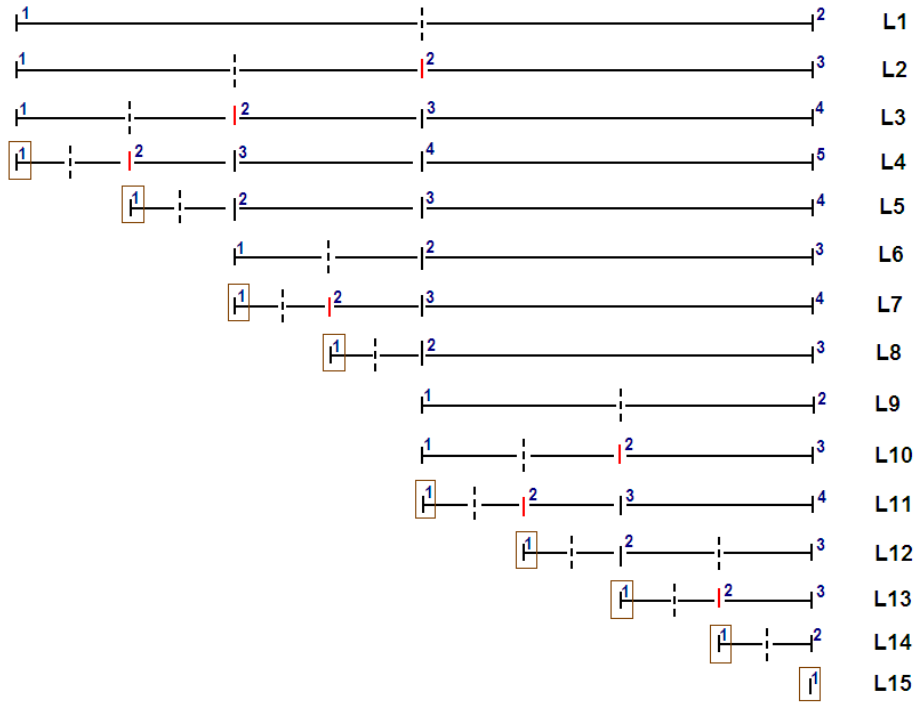 1 2 L1
1 2 3 L2
1 2 3 4 L3
1 2 3 4 5 L4
1 2 3 4 L5
1 2 3 L6
1 2 3 4 L7
1 2 3 L8
1 2 L9
1 2 3 L10
1 2 3 4 L11
1 2 3 L12
1 2 3 L13
1 2 L14
1 L15